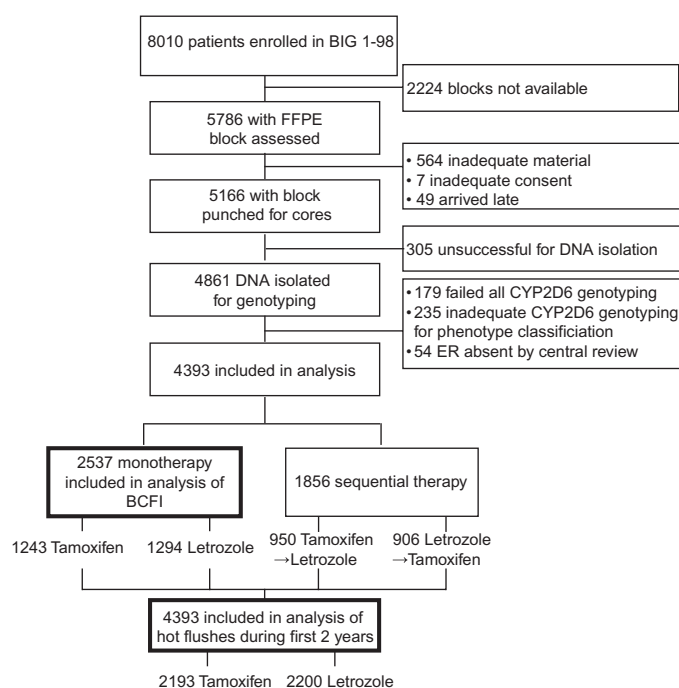 8010 patients enrolled in BIG 1-98
2224 blocks not available
5786 with FFPE
block assessed
• 564 inadequate material
• 7 inadequate consent
• 49 arrived late
5166 with block
punched for cores
305 unsuccessful for DNA isolation
4861 DNA isolated
for genotyping
• 179 failed all CYP2D6 genotyping
• 235 inadequate CYP2D6 genotyping
for phenotype classificiation
• 54 ER absent by central review
4393 included in analysis
2537 monotherapy
included in analysis of
BCFI
1856 sequential therapy
1243 Tamoxifen
1294 Letrozole
950 Tamoxifen
→Letrozole
906 Letrozole
→Tamoxifen
4393 included in analysis of
hot flushes during first 2 years
2193 Tamoxifen
2200 Letrozole